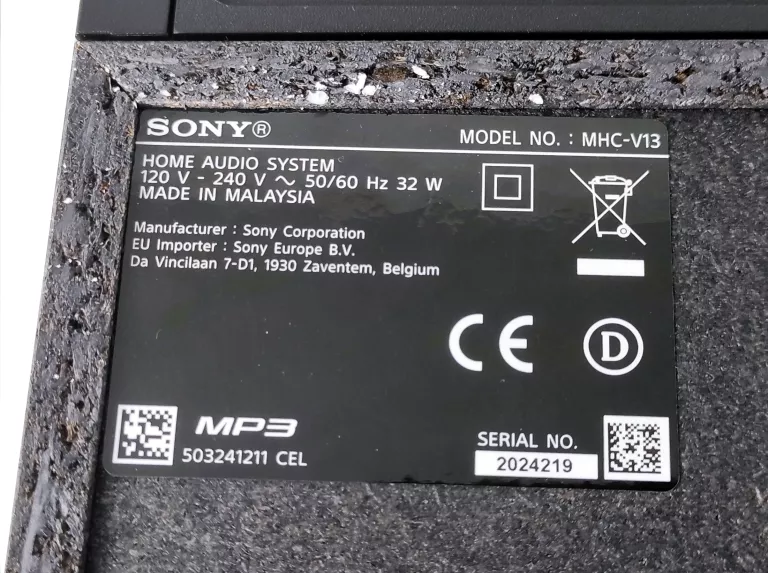 SONY®
MODEL NO. : MHC-V13
HOME AUDIO SYSTEM
120 V - 240 V ~ 50/60 Hz 32 W
MADE IN MALAYSIA
Manufacturer : Sony Corporation
EU Importer : Sony Europe B.V.
Da Vincilaan 7-D1, 1930 Zaventem, Belgium
CE
D
MP3
503241211 CEL
SERIAL NO.
2024219